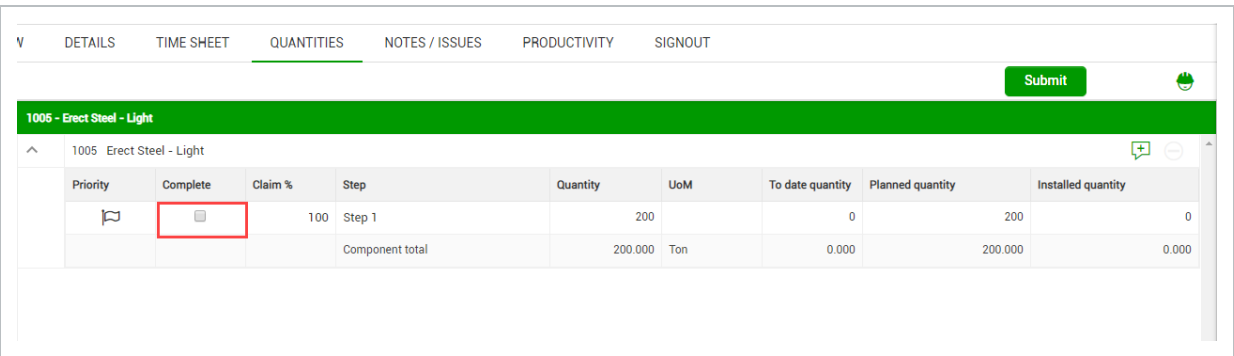 W DETAILS TIME SHEET QUANTITIES NOTES / ISSUES PRODUCTIVITY SIGNOUT
Submit
1005 - Erect Steel - Light
1005 Erect Steel - Light
Priority Complete Claim % Step Quantity UoM To date quantity Planned quantity Installed quantity
100 Step 1 200 0 200 0
Component total 200.000 Ton 0.000 200.000 0.000